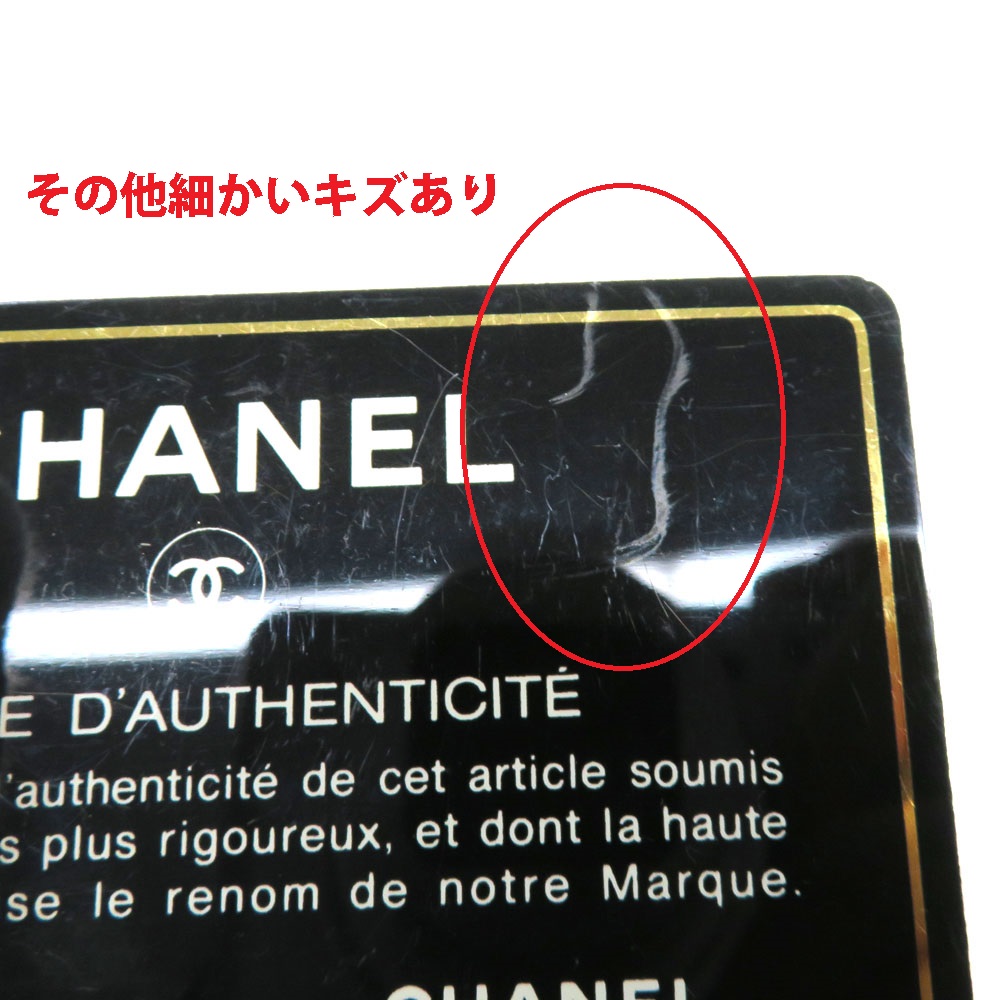 その他細かいキズあり
HANEL
E D'AUTHENTICITÉ
'authenticité de cet article soumis
s plus rigoureux, et dont la haute
se le renom de notre Marque.
CHANEL